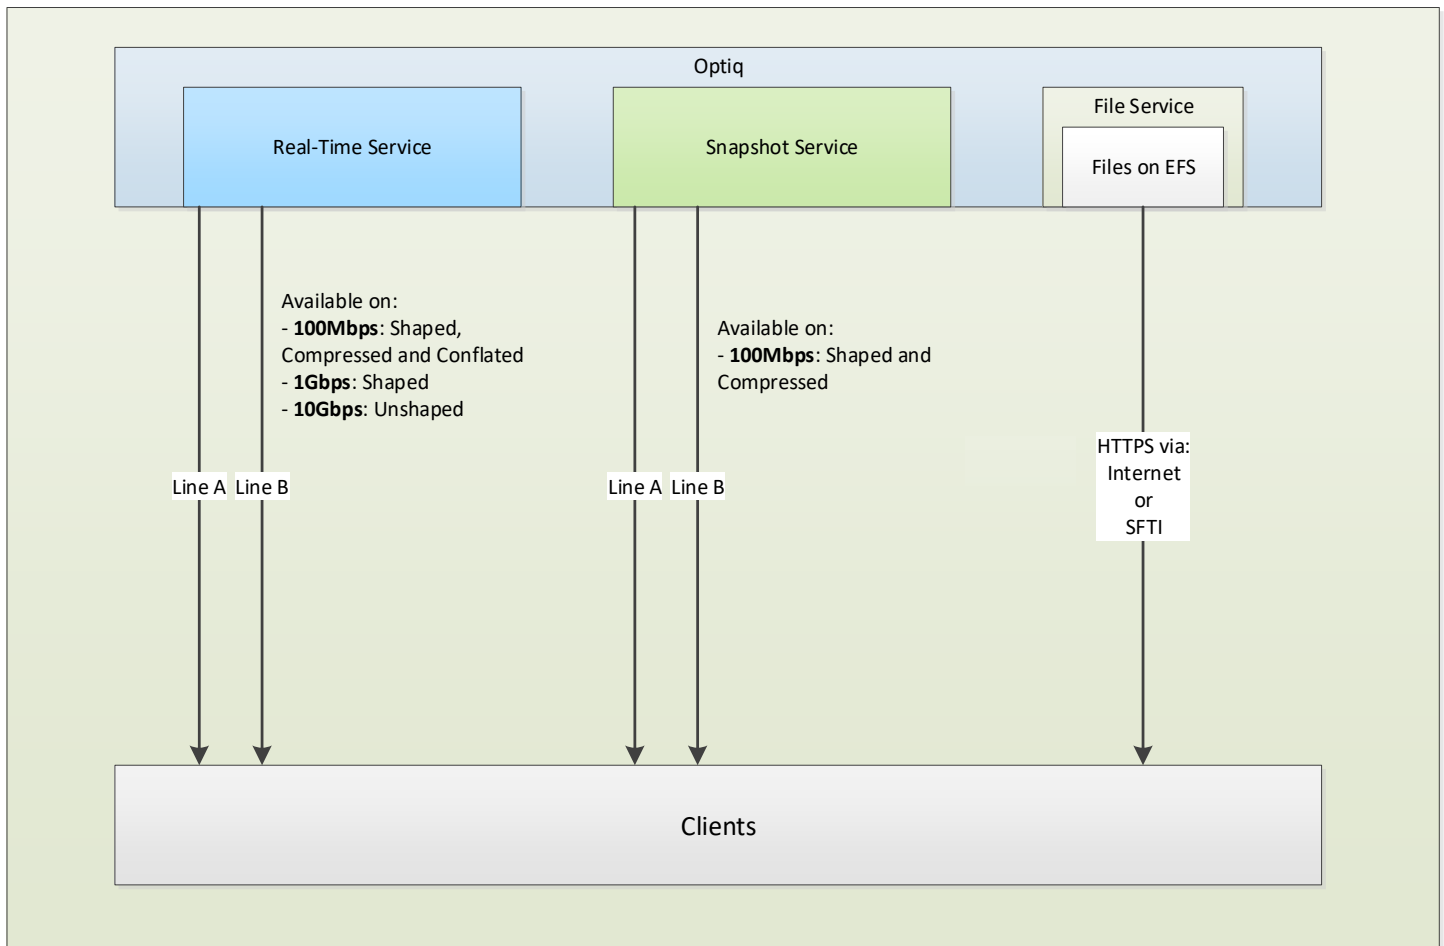 Optiq
Real-Time Service
Snapshot Service
File Service
Files on EFS
Available on:
- 100Mbps: Shaped,
Compressed and Conflated
- 1Gbps: Shaped
- 10Gbps: Unshaped
Available on:
- 100Mbps: Shaped and
Compressed
Line A
Line B
Line A
Line B
HTTPS via:
Internet
or
SFTI
Clients